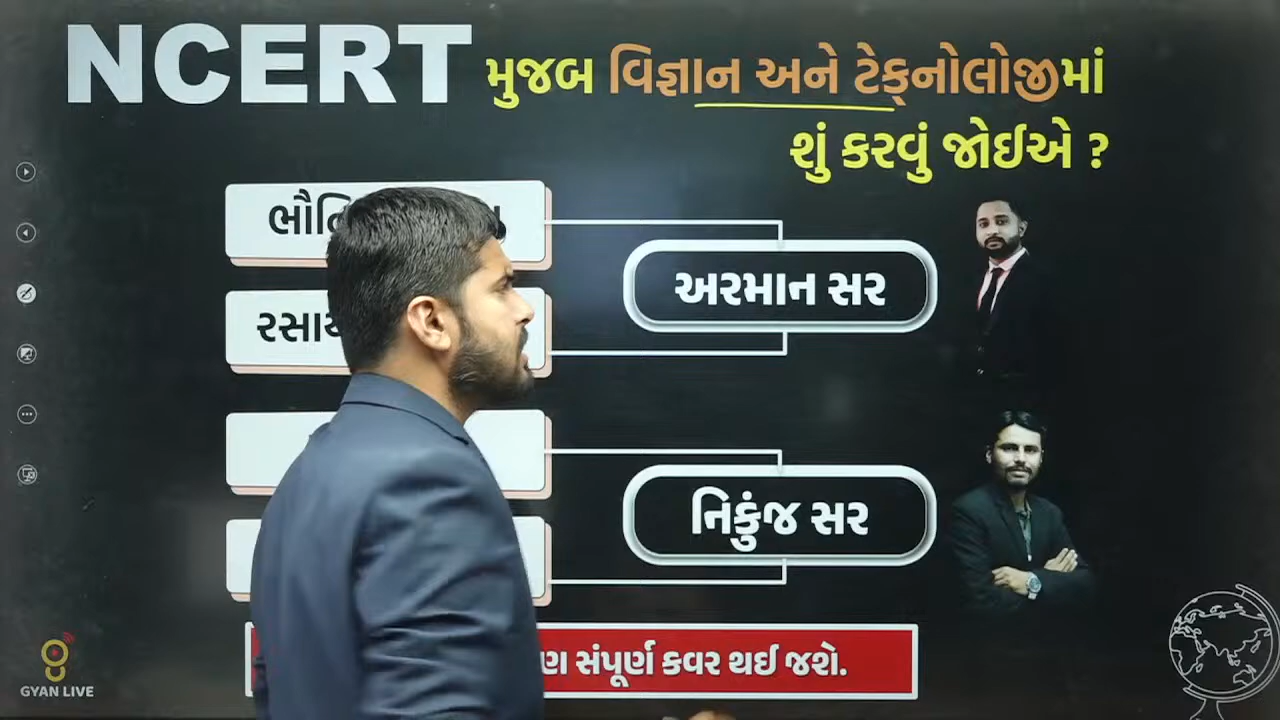 NCERT મુજબ વિજ્ઞાન અને ટેક્નોલોજીમાં
શું કરવું જોઈએ ?
અરમાન સર
નિકુંજ સર
સંપૂર્ણ કવર થઈ જશે.
GYAN LIVE